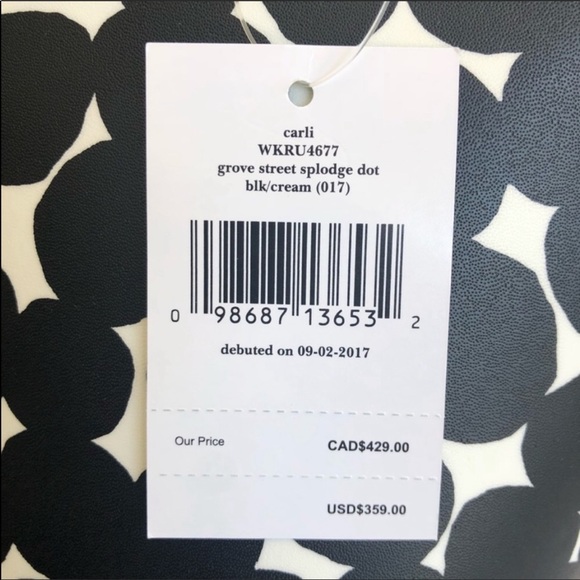 carli
WKRU4677
grove street splodge dot
blk/cream (017)
0 98687 13653 2
debuted on 09-02-2017
Our Price CAD$429.00
USD$359.00